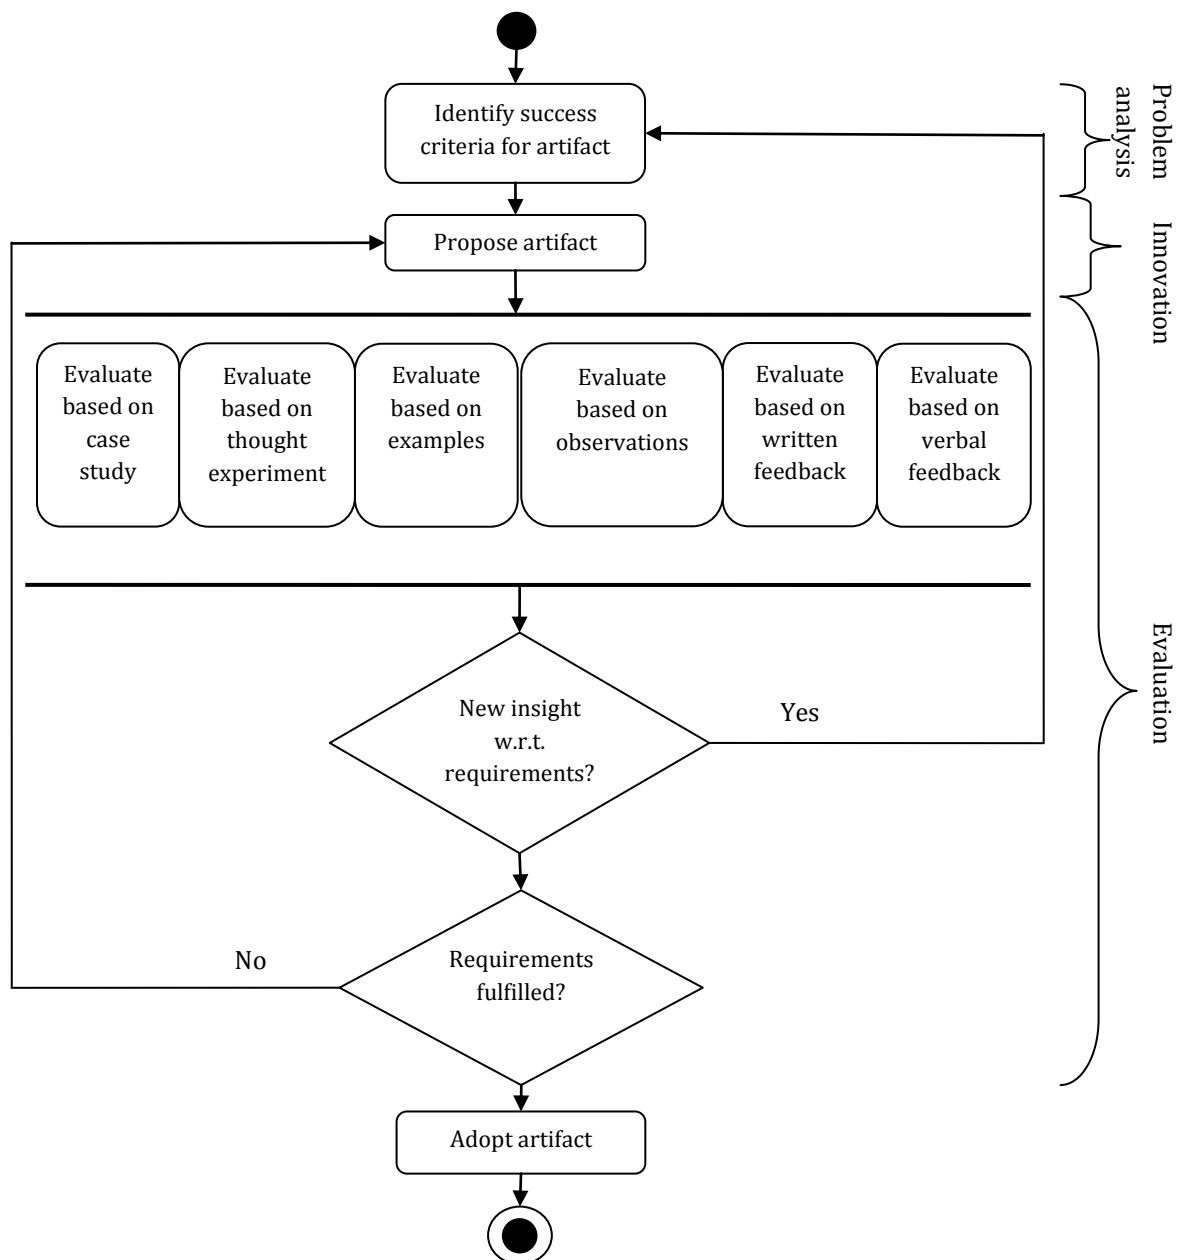 Identify success
criteria for artifact
Problem
analysis
Propose artifact
Innovation
Evaluate
based on
case
study
Evaluate
based on
thought
experiment
Evaluate
based on
examples
Evaluate
based on
observations
Evaluate
based on
written
feedback
Evaluate
based on
verbal
feedback
Evaluation
New insight
w.r.t.
requirements?
Yes
Requirements
fulfilled?
No
Adopt artifact